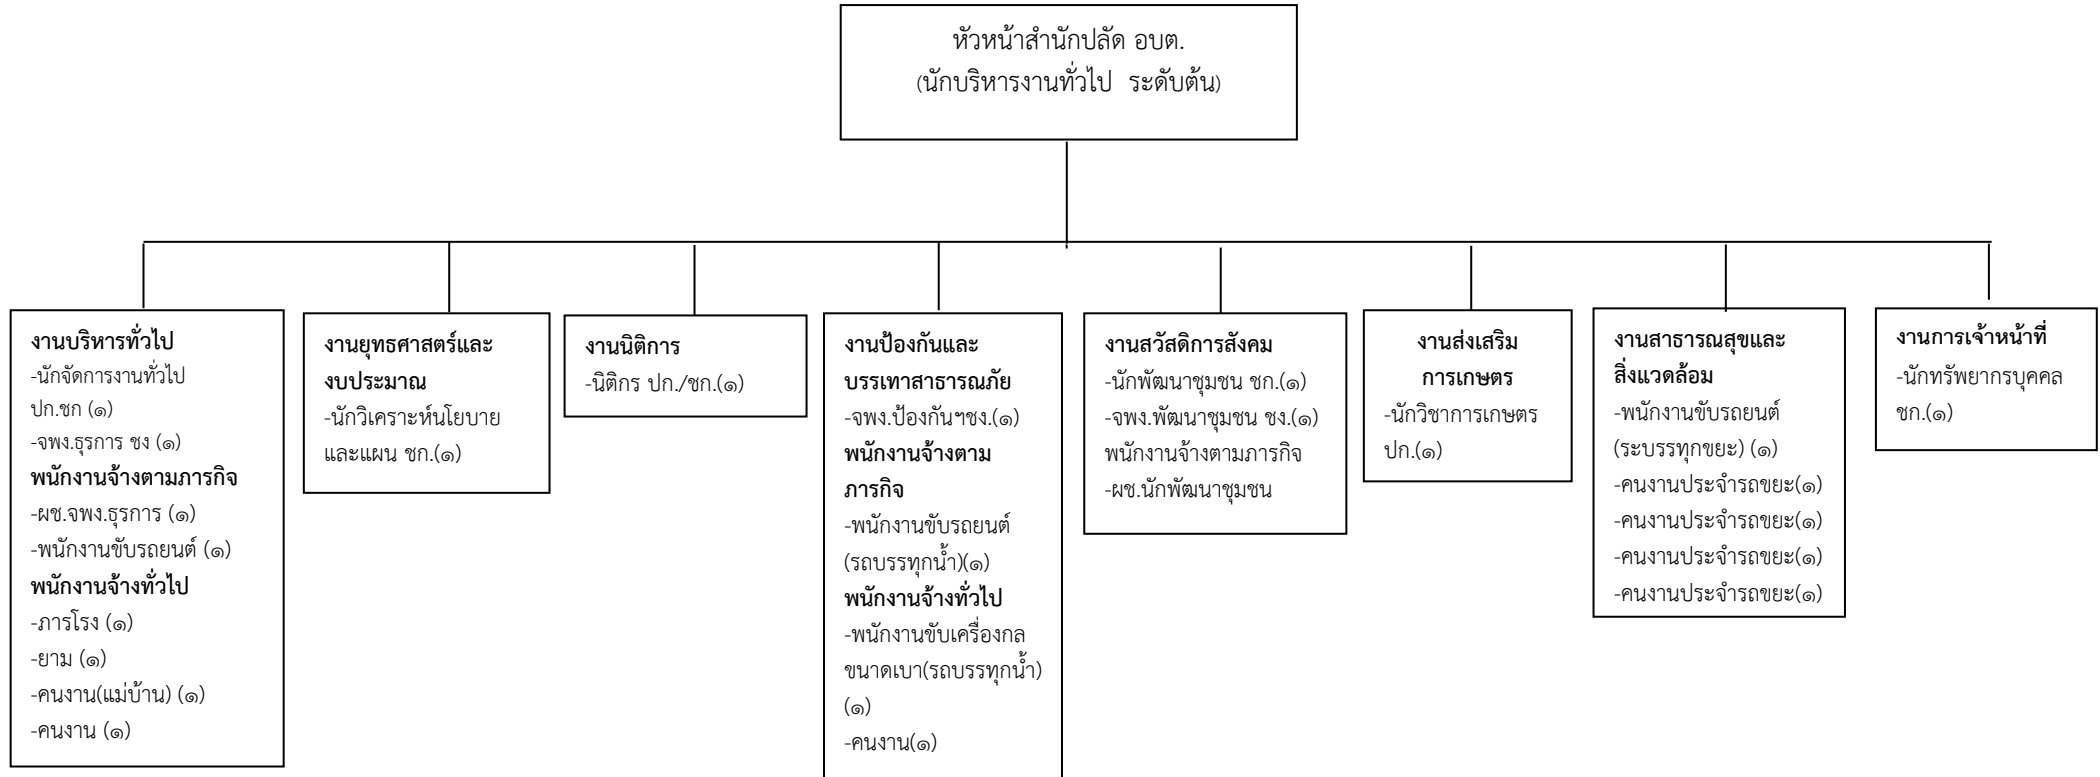 หัวหน้าสำนักปลัด อบต.
(นักบริหารงานทั่วไป ระดับต้น)
งานบริหารทั่วไป
-นักจัดการงานทั่วไป
ปก.ชก (๑)
-จพง.ธุรการ ชง (๑)
พนักงานจ้างตามภารกิจ
-ผช.จพง.ธุรการ (๑)
-พนักงานขับรถยนต์ (๑)
พนักงานจ้างทั่วไป
-ภารโรง (๑)
-ยาม (๑)
-คนงาน(แม่บ้าน) (๑)
-คนงาน (๑)
งานยุทธศาสตร์และ
งบประมาณ
-นักวิเคราะห์นโยบาย
และแผน ชก.(๑)
งานนิติการ
-นิติกร ปก./ชก.(๑)
งานป้องกันและ
บรรเทาสาธารณภัย
-จพง.ป้องกันฯชง.(๑)
พนักงานจ้างตาม
ภารกิจ
-พนักงานขับรถยนต์
(รถบรรทุกน้ำ)(๑)
พนักงานจ้างทั่วไป
-พนักงานขับเครื่องกล
ขนาดเบา(รถบรรทุกน้ำ)
(๑)
-คนงาน(๑)
งานสวัสดิการสังคม
-นักพัฒนาชุมชน ชก.(๑)
-จพง.พัฒนาชุมชน ชง.(๑)
พนักงานจ้างตามภารกิจ
-ผช.นักพัฒนาชุมชน
งานส่งเสริม
การเกษตร
-นักวิชาการเกษตร
ปก.(๑)
งานสาธารณสุขและ
สิ่งแวดล้อม
-พนักงานขับรถยนต์
(ระบรรทุกขยะ) (๑)
-คนงานประจำรถขยะ(๑)
-คนงานประจำรถขยะ(๑)
-คนงานประจำรถขยะ(๑)
-คนงานประจำรถขยะ(๑)
งานการเจ้าหน้าที่
-นักทรัพยากรบุคคล
ชก.(๑)